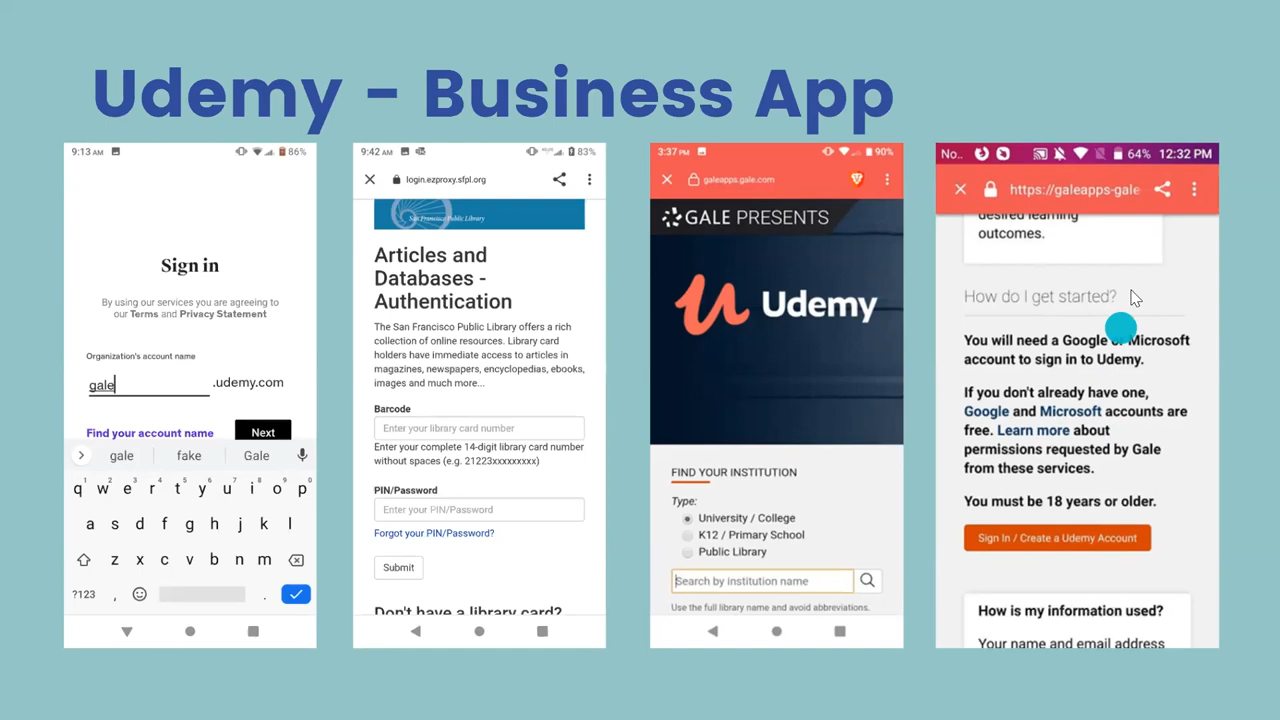 Udemy - Business App
9:13 AM
86%
Sign in
By using our services you are agreeing to
our Terms and Privacy Statement
Organization's account name
gale .udemy.com
Find your account name
Next
gale fake Gale
q1 w2 e3 r4 t5 y6 u7 i8 o9 p0
a s d f g h j k l
z x c v b n m
?123 , .
9:42 AM
83%
login.ezproxy.sfpl.org
San Francisco Public Library
Articles and
Databases -
Authentication
The San Francisco Public Library offers a rich
collection of online resources. Library card
holders have immediate access to articles in
magazines, newspapers, encyclopedias, ebooks,
images and much more...
Barcode
Enter your library card number
Enter your complete 14-digit library card number
without spaces (e.g. 21223xxxxxxxxx)
PIN/Password
Enter your PIN/Password
Forgot your PIN/Password?
Submit
Don't have a library card?
3:37 PM
90%
galeapps.gale.com
GALE PRESENTS
Udemy
FIND YOUR INSTITUTION
Type:
University / College
K12 / Primary School
Public Library
Search by institution name
Use the full library name and avoid abbreviations.
No..
64% 12:32 PM
https://galeapps-gale
desired learning
outcomes.
How do I get started?
You will need a Google or Microsoft
account to sign in to Udemy.
If you don't already have one,
Google and Microsoft accounts are
free. Learn more about
permissions requested by Gale
from these services.
You must be 18 years or older.
Sign In / Create a Udemy Account
How is my information used?
Your name and email address